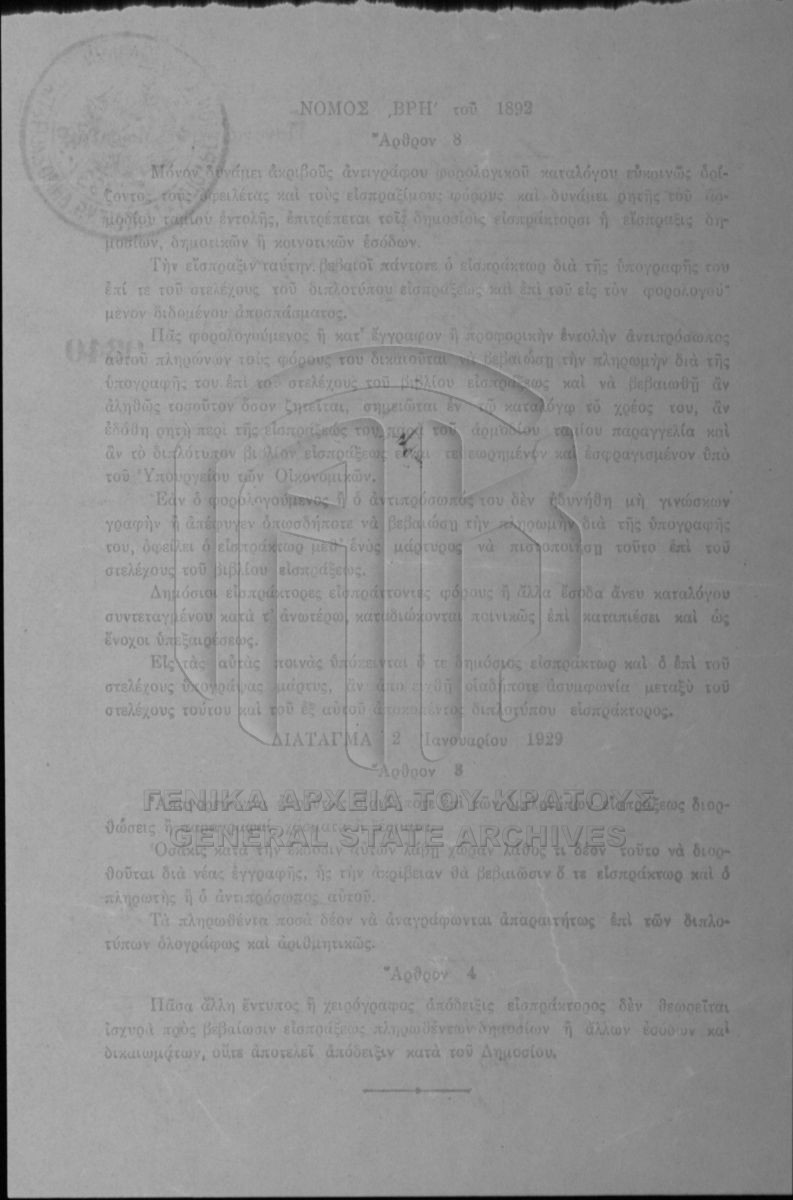 ΝΟΜΟΣ ͵ΒΡΗ' τοῦ 1892
Ἄρθρον 8
Μόνον δυνάμει ἀκριβοῦς ἀντιγράφου φορολογικοῦ καταλόγου εὐκρινῶς ὁρί-
ζοντος τοὺς ὀφειλέτας καὶ τοὺς εἰσπραξίμους φόρους καὶ δυνάμει ρητῆς τοῦ ἁρ-
μοδίου ταμίου ἐντολῆς, ἐπιτρέπεται τοῖς δημοσίοις εἰσπράκτορσι ἡ εἴσπραξις δη-
μοσίων, δημοτικῶν ἢ κοινοτικῶν ἐσόδων.
Τὴν εἴσπραξιν ταύτην βεβαιοῖ πάντοτε ὁ εἰσπράκτωρ διὰ τῆς ὑπογραφῆς του
ἐπί τε τοῦ στελέχους τοῦ διπλοτύπου εἰσπράξεως καὶ ἐπὶ τοῦ εἰς τὸν φορολογού-
μενον διδομένου ἀποσπάσματος.
Πᾶς φορολογούμενος ἢ κατ' ἔγγραφον ἢ προφορικὴν ἐντολὴν ἀντιπρόσωπος
αὐτοῦ πληρώνων τοὺς φόρους του δικαιοῦται νὰ βεβαιώσῃ τὴν πληρωμὴν διὰ τῆς
ὑπογραφῆς του ἐπὶ τοῦ στελέχους τοῦ βιβλίου εἰσπράξεως καὶ νὰ βεβαιωθῇ ἂν
ἀληθῶς τοσοῦτον ὅσον ζητεῖται, σημειῶται ἐν τῷ καταλόγῳ τὸ χρέος του, ἂν
ἐδόθη ρητὴ περὶ τῆς εἰσπράξεώς του παρὰ τοῦ ἁρμοδίου ταμίου παραγγελία καὶ
ἂν τὸ διπλότυπον βιβλίον εἰσπράξεως εἶναι τεθεωρημένον καὶ ἐσφραγισμένον ὑπὸ
τοῦ Ὑπουργείου τῶν Οἰκονομικῶν.
Ἐὰν ὁ φορολογούμενος ἢ ὁ ἀντιπρόσωπός του δὲν ἠδυνήθη μὴ γινώσκων
γραφὴν ἢ ἀπέφυγεν ὁπωσδήποτε νὰ βεβαιώσῃ τὴν πληρωμὴν διὰ τῆς ὑπογραφῆς
του, ὀφείλει ὁ εἰσπράκτωρ μεθ' ἑνὸς μάρτυρος νὰ πιστοποιήσῃ τοῦτο ἐπὶ τοῦ
στελέχους τοῦ βιβλίου εἰσπράξεως.
Δημόσιοι εἰσπράκτορες εἰσπράττοντες φόρους ἢ ἄλλα ἔσοδα ἄνευ καταλόγου
συντεταγμένου κατὰ τ' ἀνωτέρω, καταδιώκονται ποινικῶς ἐπὶ καταπιέσει καὶ ὡς
ἔνοχοι ὑπεξαιρέσεως.
Εἰς τὰς αὐτὰς ποινὰς ὑπόκεινται ὅ τε δημόσιος εἰσπράκτωρ καὶ ὁ ἐπὶ τοῦ
στελέχους ὑπογράψας μάρτυς, ἂν ἀποδειχθῇ οἱαδήποτε ἀσυμφωνία μεταξὺ τοῦ
στελέχους τούτου καὶ τοῦ ἐξ αὐτοῦ ἀποκοπέντος διπλοτύπου εἰσπράκτορος.
ΔΙΑΤΑΓΜΑ 2 Ἰανουαρίου 1929
Ἄρθρον 3
εἰσπράξεως διορ-
θώσεις ἢ
ΓΕΝΙΚΑ ΑΡΧΕΙΑ ΤΟΥ ΚΡΑΤΟΥΣ
GENERAL STATE ARCHIVES
Ὁσάκις κατὰ τὴν ἔκδοσιν αὐτῶν λάβῃ χώραν λάθος τι δέον τοῦτο νὰ διορ-
θοῦται διὰ νέας ἐγγραφῆς, ἧς τὴν ἀκρίβειαν θὰ βεβαιῶσιν ὅ τε εἰσπράκτωρ καὶ ὁ
πληρωτὴς ἢ ὁ ἀντιπρόσωπος αὐτοῦ.
Τὰ πληρωθέντα ποσὰ δέον νὰ ἀναγράφωνται ἀπαραιτήτως ἐπὶ τῶν διπλο-
τύπων ὁλογράφως καὶ ἀριθμητικῶς.
Ἄρθρον 4
Πᾶσα ἄλλη ἔντυπος ἢ χειρόγραφος ἀπόδειξις εἰσπράκτορος δὲν θεωρεῖται
ἰσχυρὰ πρὸς βεβαίωσιν εἰσπράξεως πληρωθέντων δημοσίων ἢ ἄλλων ἐσόδων καὶ
δικαιωμάτων, οὔτε ἀποτελεῖ ἀπόδειξιν κατὰ τοῦ Δημοσίου.